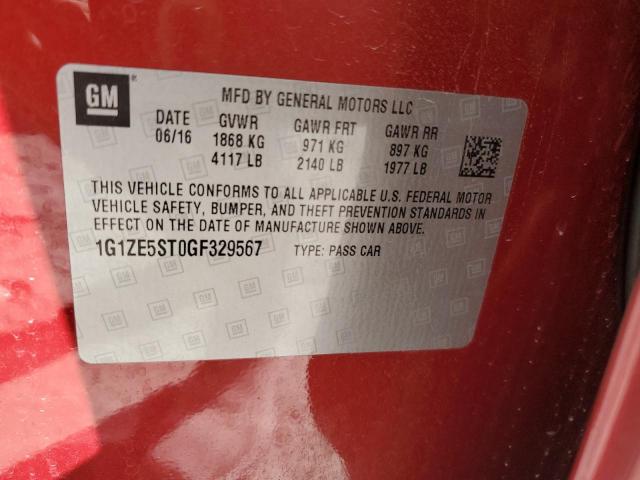 GM
MFD BY GENERAL MOTORS LLC
DATE GVWR GAWR FRT GAWR RR
06/16 1868 KG 971 KG 897 KG
4117 LB 2140 LB 1977 LB
THIS VEHICLE CONFORMS TO ALL APPLICABLE U.S. FEDERAL MOTOR
VEHICLE SAFETY, BUMPER, AND THEFT PREVENTION STANDARDS IN
EFFECT ON THE DATE OF MANUFACTURE SHOWN ABOVE.
1G1ZE5ST0GF329567 TYPE: PASS CAR